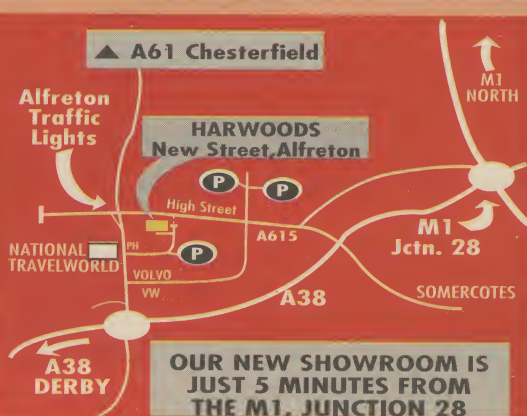 ▲ A61 Chesterfield
M1
NORTH
Alfreton
Traffic
Lights
HARWOODS
New Street,Alfreton
P
P
High Street
A615
M1
Jctn. 28
NATIONAL
TRAVELWORLD
PH
P
VOLVO
VW
A38
SOMERCOTES
A38
DERBY
OUR NEW SHOWROOM IS
JUST 5 MINUTES FROM
THE M1, JUNCTION 28